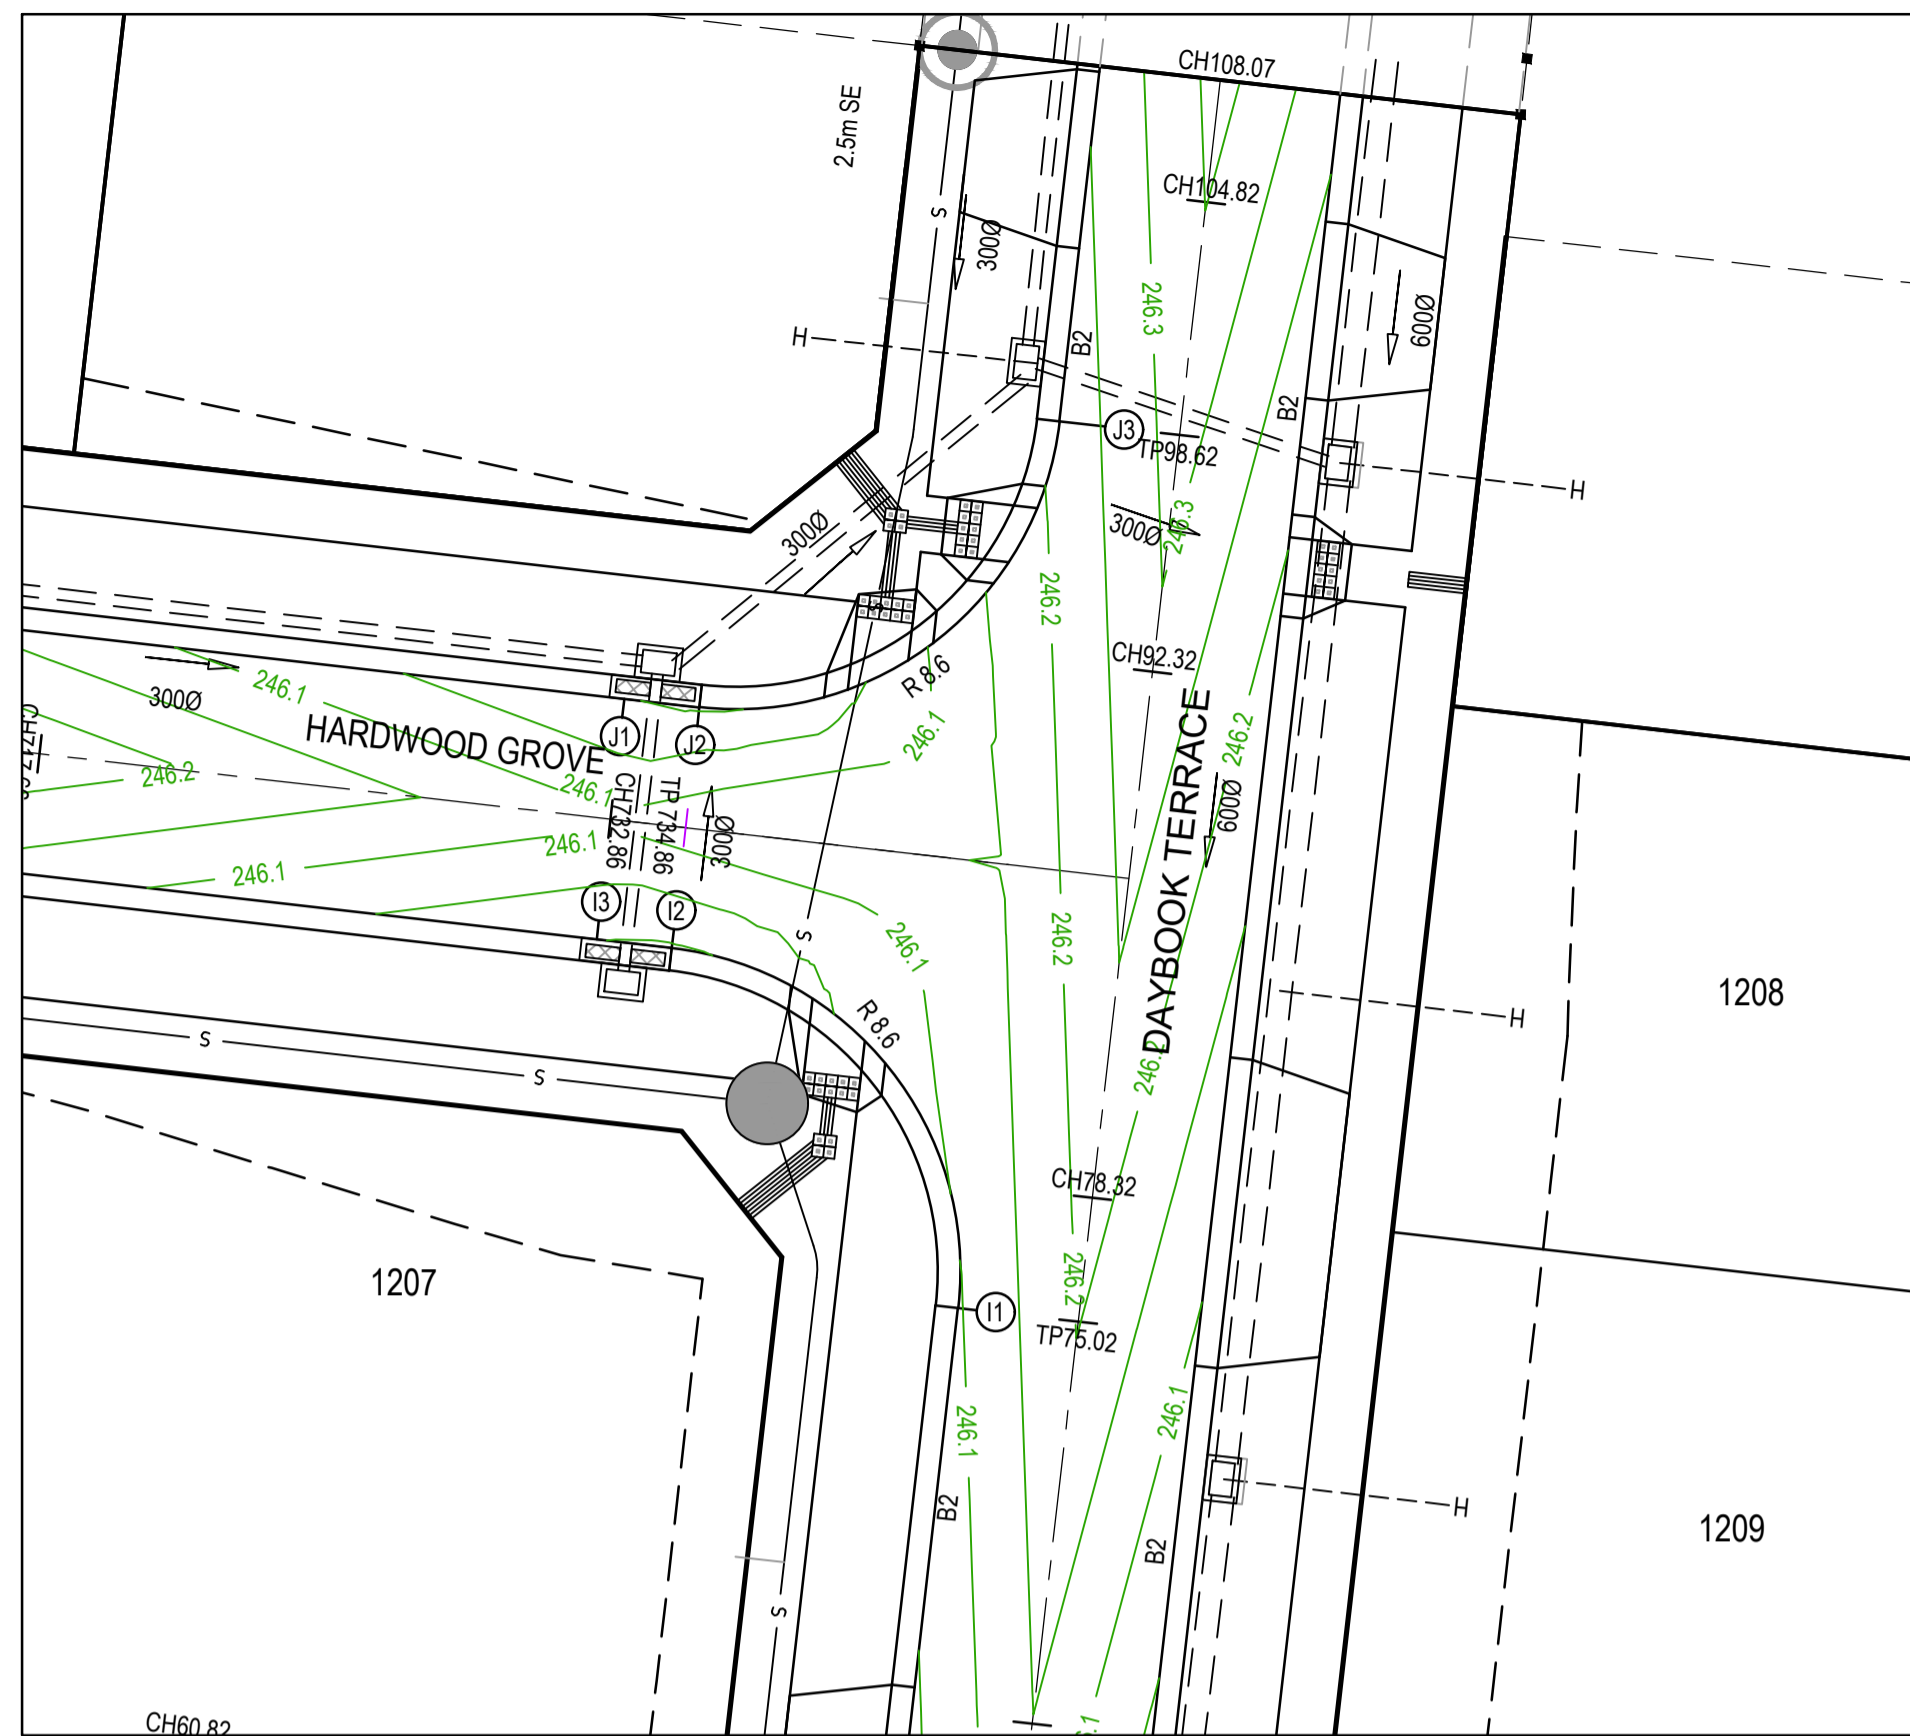 CH108.07
2.5m SE
CH104.82
S
300Ø
246.3
600Ø
H
B2
B2
J3
TP98.62
H
300Ø
300Ø
246.3
246.2
S
CH92.32
R 8.6
246.1
300Ø
HARDWOOD GROVE
J1
J2
246.1
246.2
DAYBOOK TERRACE
246.2
246.1
CH732.86
TP 734.86
300Ø
600Ø
246.1
246.1
I3
I2
S
246.1
246.2
1208
H
R 8.6
S
S
246.2
CH78.32
1207
246.2
I1
TP75.02
246.1
246.1
B2
H
1209
B2
S
CH60.82